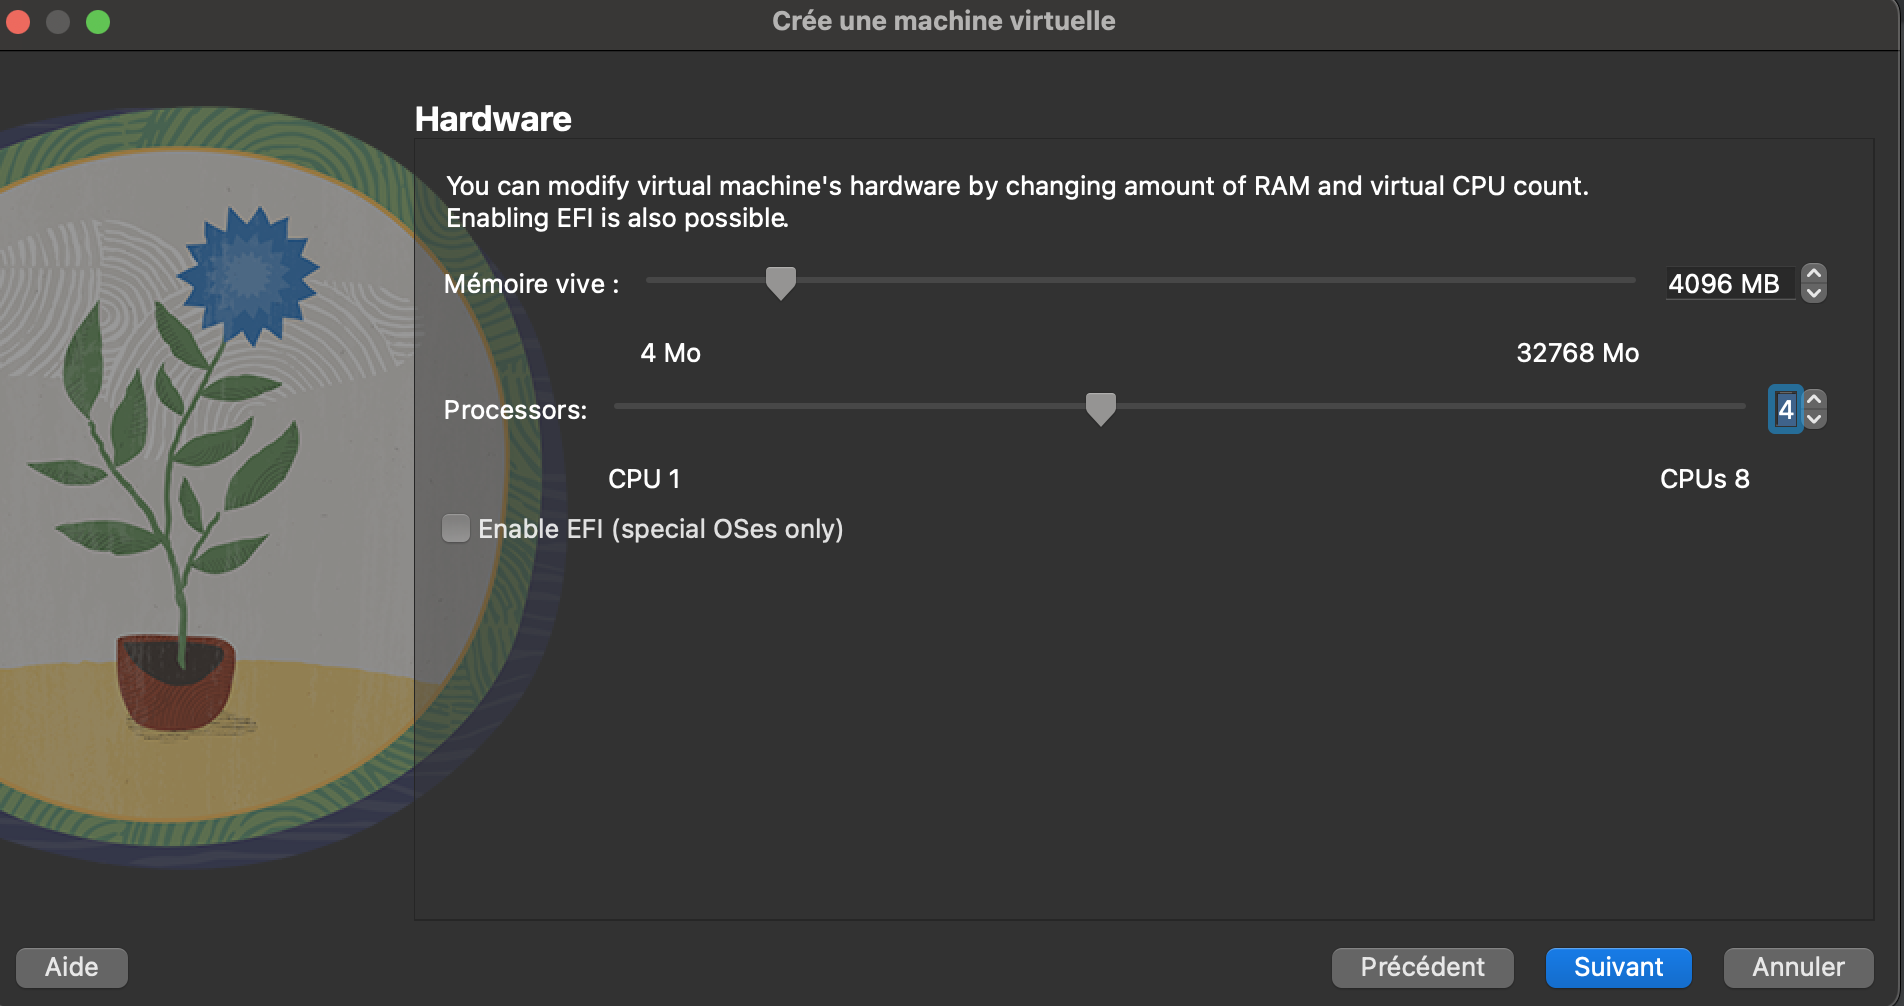 Crée une machine virtuelle
Hardware
You can modify virtual machine's hardware by changing amount of RAM and virtual CPU count.
Enabling EFI is also possible.
Mémoire vive : 4096 MB
4 Mo 32768 Mo
Processors: 4
CPU 1 CPUs 8
Enable EFI (special OSes only)
Aide Précédent Suivant Annuler